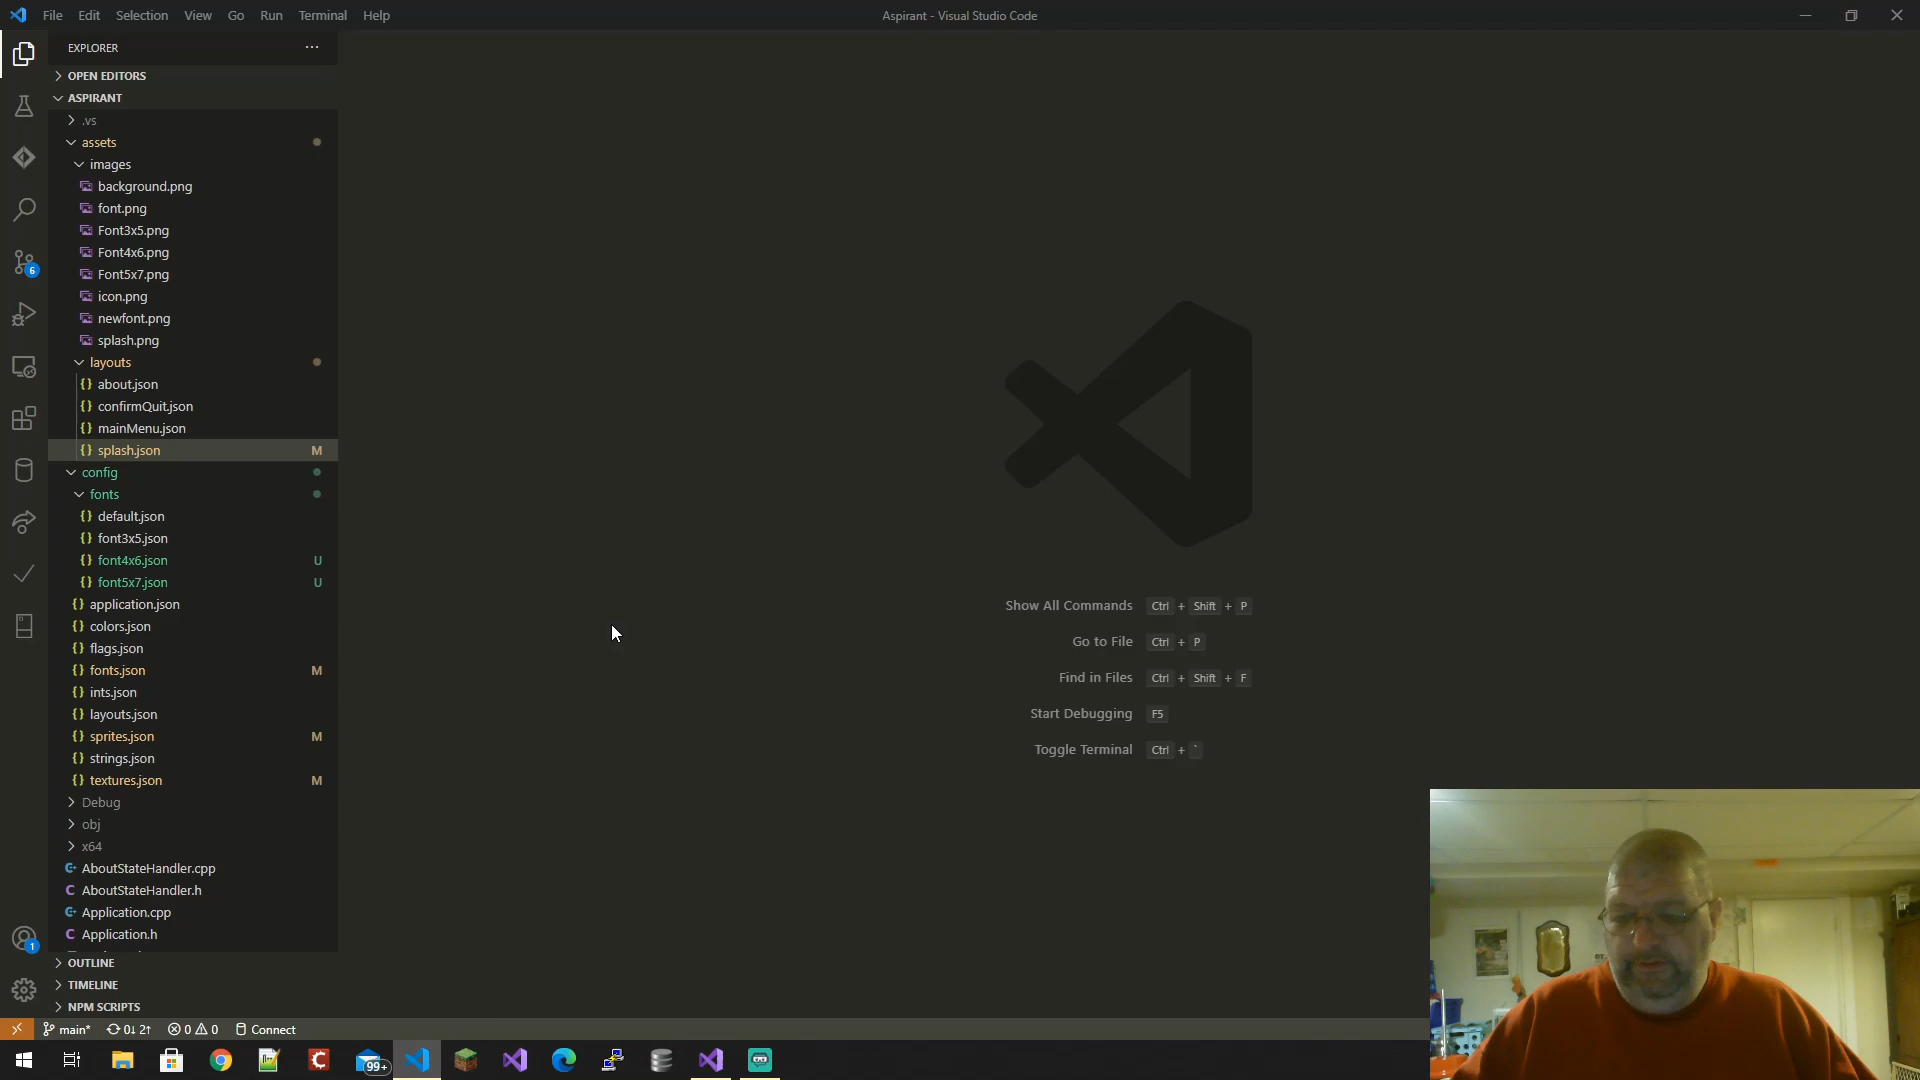 File Edit Selection View Go Run Terminal Help
Aspirant - Visual Studio Code
EXPLORER
OPEN EDITORS
ASPIRANT
.vs
assets
images
background.png
font.png
Font3x5.png
Font4x6.png
Font5x7.png
icon.png
newfont.png
splash.png
layouts
{} about.json
{} confirmQuit.json
{} mainMenu.json
{} splash.json M
config
fonts
{} default.json
{} font3x5.json
{} font4x6.json U
{} font5x7.json U
{} application.json
{} colors.json
{} flags.json
{} fonts.json M
{} ints.json
{} layouts.json
{} sprites.json M
{} strings.json
{} textures.json M
Debug
obj
x64
AboutStateHandler.cpp
C AboutStateHandler.h
Application.cpp
C Application.h
OUTLINE
TIMELINE
NPM SCRIPTS
6
1
Show All Commands Ctrl + Shift + P
Go to File Ctrl + P
Find in Files Ctrl + Shift + F
Start Debugging F5
Toggle Terminal Ctrl + `
main* 0↓ 2↑ 0 0 Connect
99+